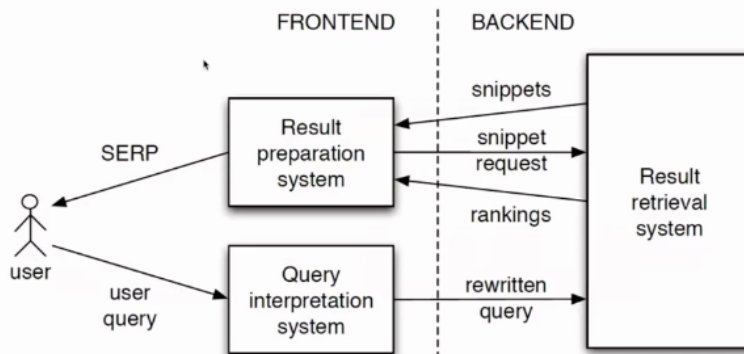 FRONTEND
BACKEND
snippets
Result
preparation
system
SERP
snippet
request
Result
retrieval
system
rankings
user
user
query
Query
interpretation
system
rewritten
query